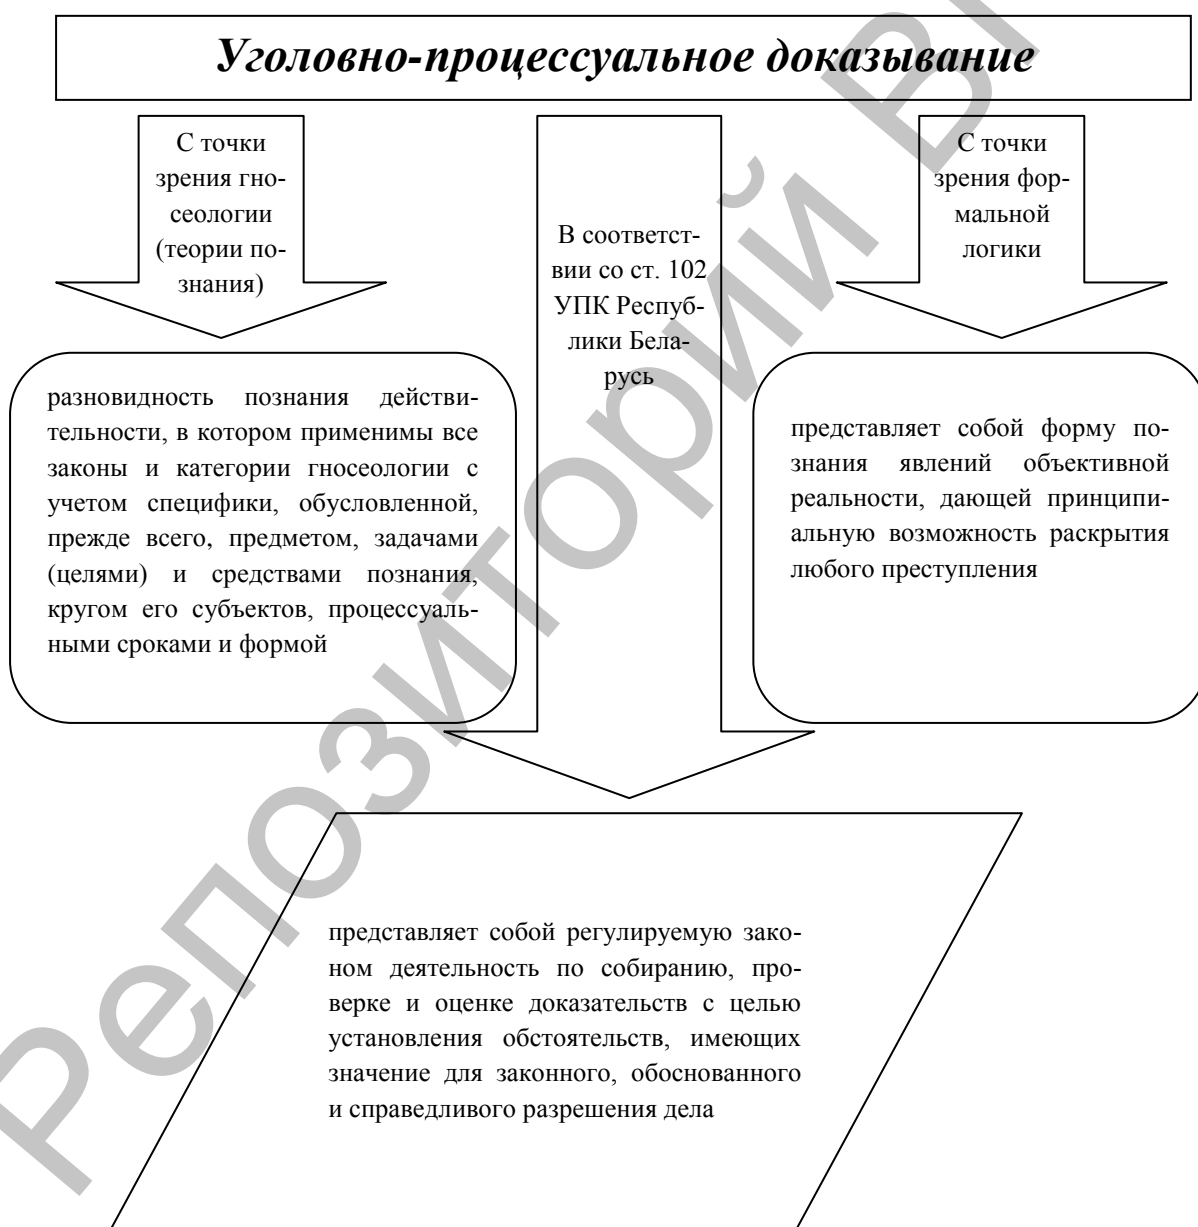 Уголовно-процессуальное доказывание
С точки
зрения гно-
сеологии
(теории по-
знания)
В соответст-
вии со ст. 102
УПК Респуб-
лики Бела-
русь
С точки
зрения фор-
мальной
логики
разновидность познания действи-
тельности, в котором применимы все
законы и категории гносеологии с
учетом специфики, обусловленной,
прежде всего, предметом, задачами
(целями) и средствами познания,
кругом его субъектов, процессуаль-
ными сроками и формой
представляет собой форму по-
знания явлений объективной
реальности, дающей принципи-
альную возможность раскрытия
любого преступления
представляет собой регулируемую зако-
ном деятельность по собиранию, про-
верке и оценке доказательств с целью
установления обстоятельств, имеющих
значение для законного, обоснованного
и справедливого разрешения дела
Репозиторий